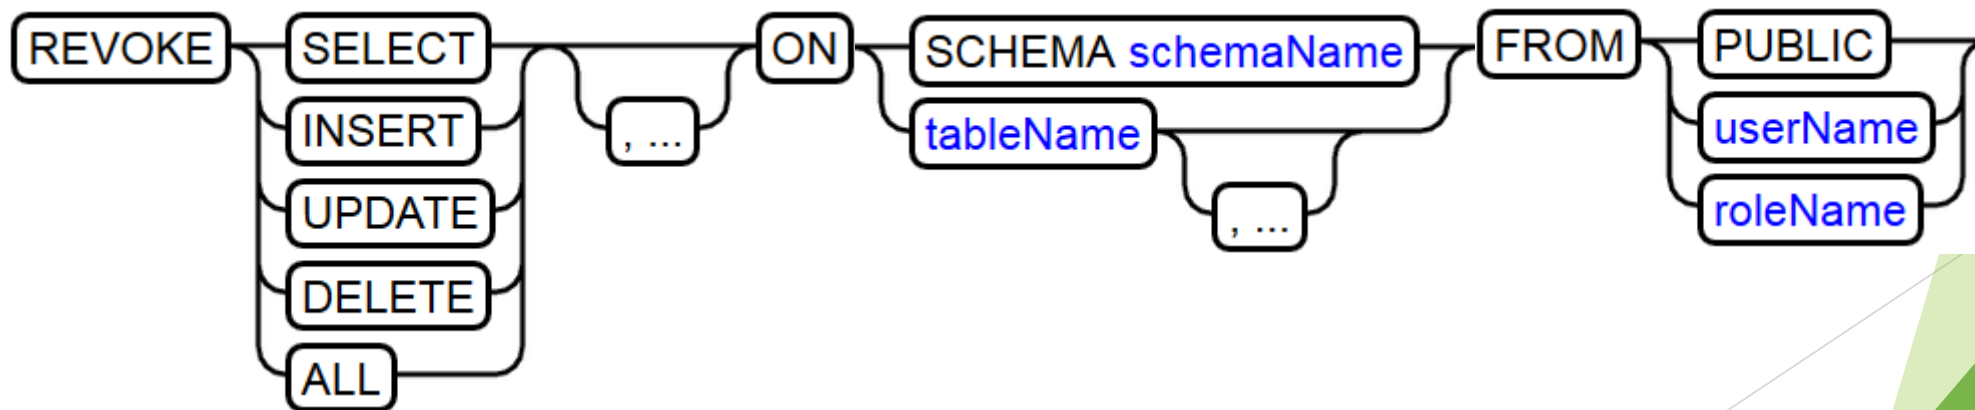 REVOKE SELECT ON SCHEMA schemaName FROM PUBLIC
INSERT , ... tableName userName
UPDATE , ... roleName
DELETE
ALL